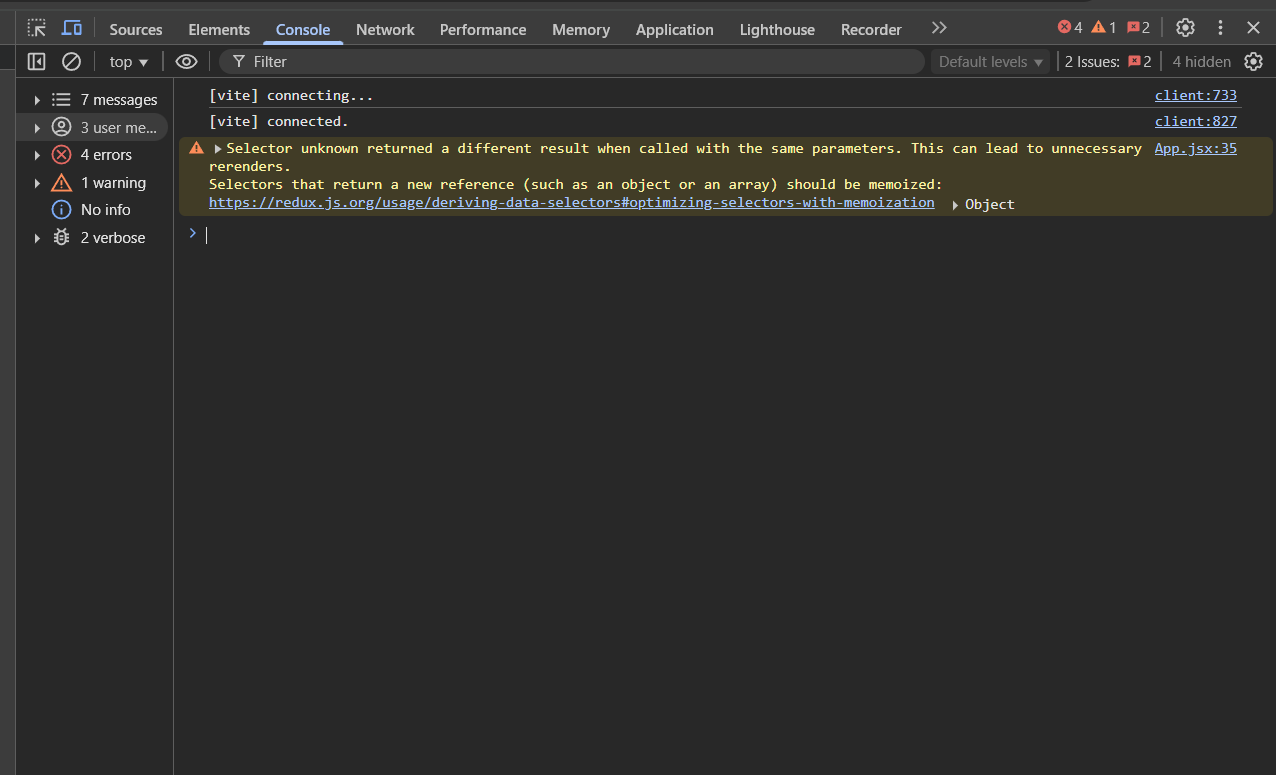 Sources Elements Console Network Performance Memory Application Lighthouse Recorder 4 1 2
top Filter Default levels 2 Issues: 2 4 hidden
7 messages
3 user me...
4 errors
1 warning
No info
2 verbose
[vite] connecting... client:733
[vite] connected. client:827
Selector unknown returned a different result when called with the same parameters. This can lead to unnecessary App.jsx:35
rerenders.
Selectors that return a new reference (such as an object or an array) should be memoized:
https://redux.js.org/usage/deriving-data-selectors#optimizing-selectors-with-memoization Object